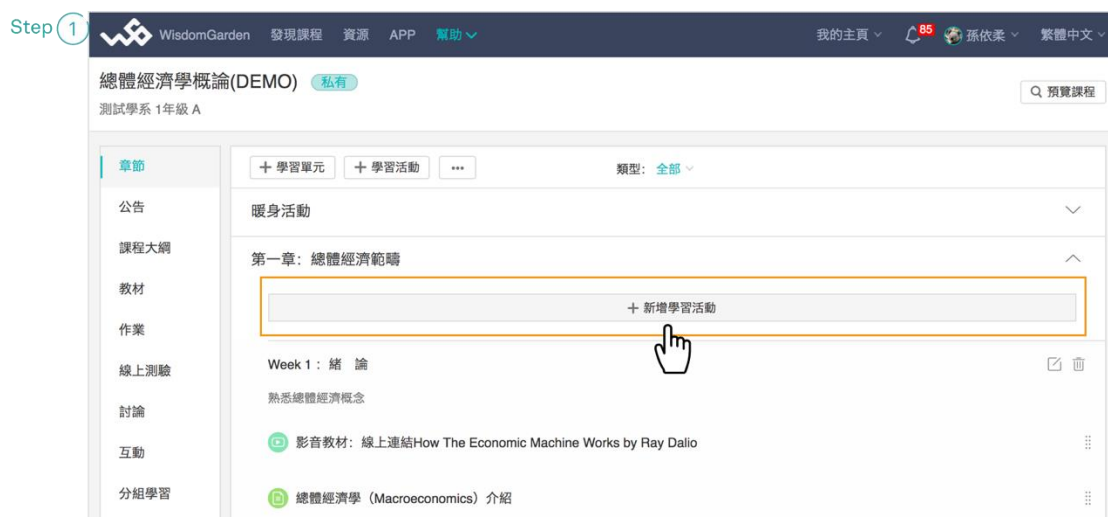 Step 1
WisdomGarden 發現課程 資源 APP 幫助 我的主頁 85 孫依柔 繁體中文
總體經濟學概論(DEMO) 私有
預覽課程
測試學系 1年級 A
章節
公告
課程大綱
教材
作業
線上測驗
討論
互動
分組學習
+ 學習單元 + 學習活動 ••• 類型: 全部
暖身活動
第一章: 總體經濟範疇
+ 新增學習活動
Week 1: 緒 論
熟悉總體經濟概念
影音教材: 線上連結How The Economic Machine Works by Ray Dalio
總體經濟學（Macroeconomics）介紹